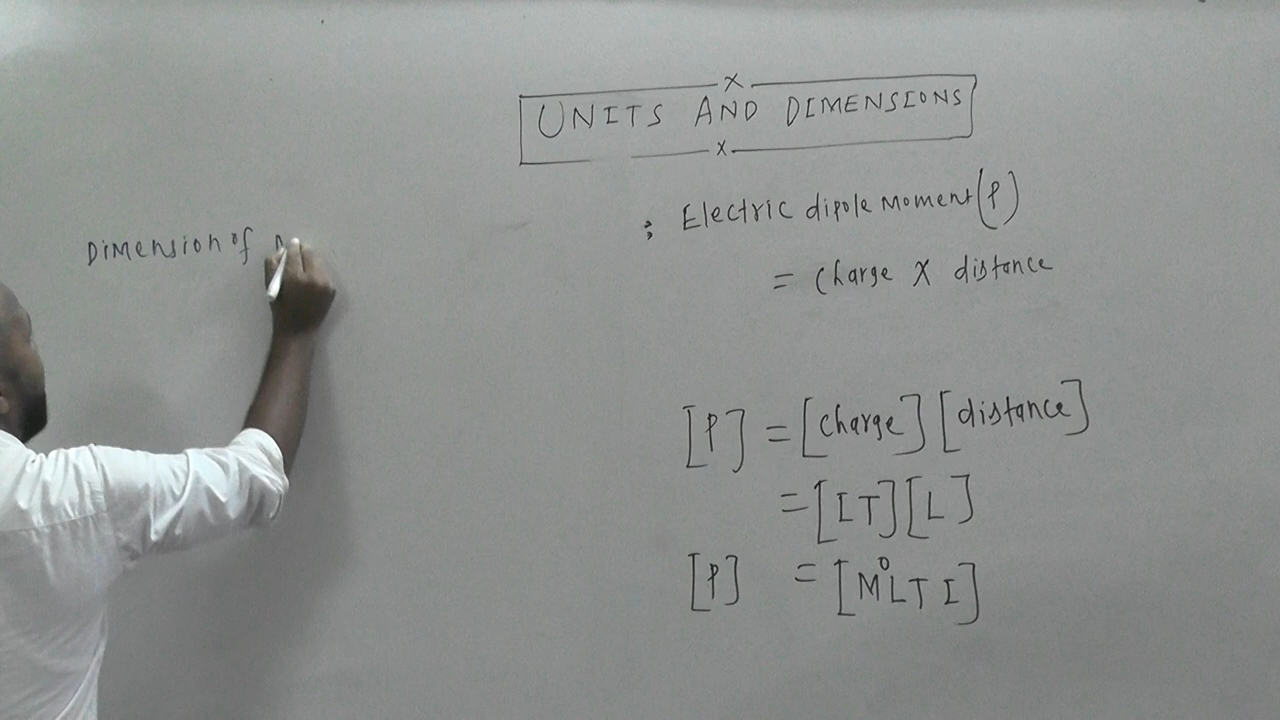 UNITS AND DIMENSIONS
Dimension of
; Electric dipole Moment (P)
= Charge X distance
[P] = [Charge] [distance]
= [IT] [L]
[P] = [M⁰LTI]